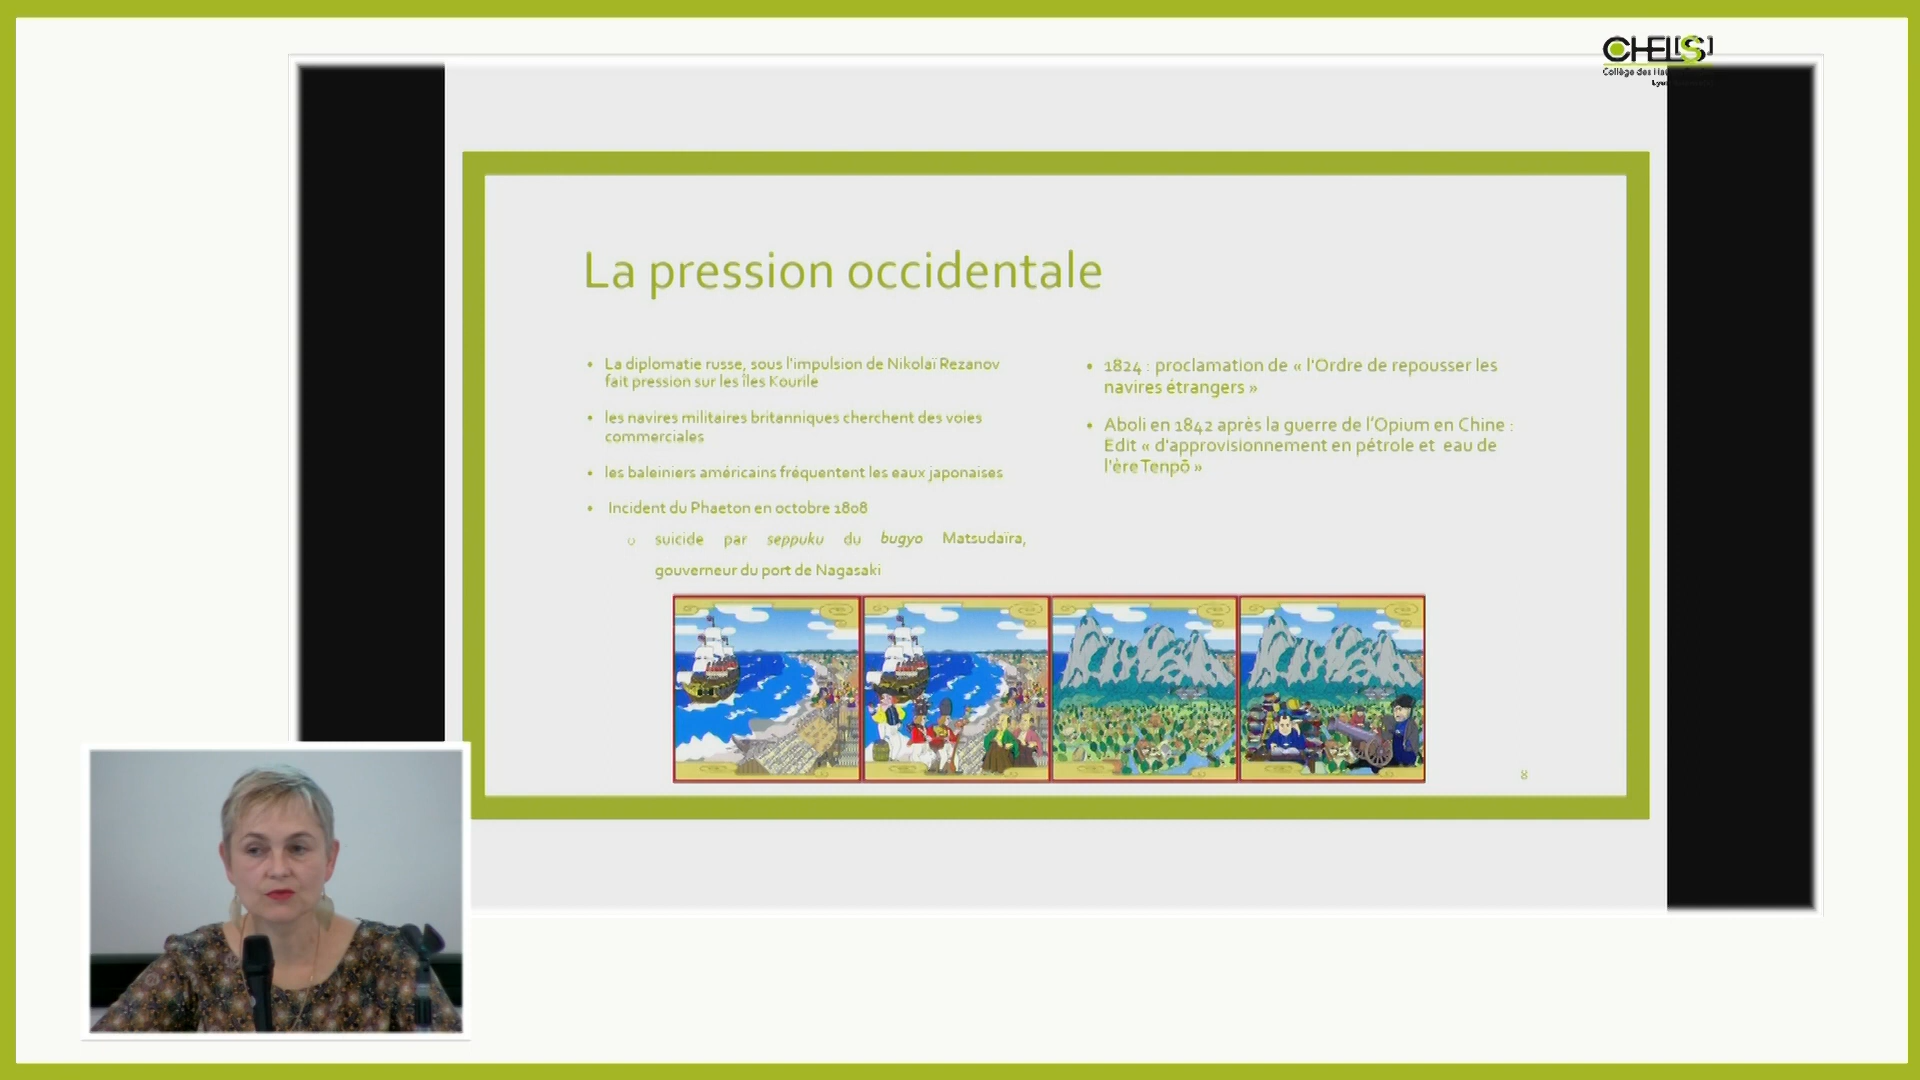 CHEL[S]
Collège des
La pression occidentale
• La diplomatie russe, sous l'impulsion de Nikolaï Rezanov
fait pression sur les îles Kourile
• les navires militaires britanniques cherchent des voies
commerciales
• les baleiniers américains fréquentent les eaux japonaises
• Incident du Phaeton en octobre 1808
o suicide par seppuku du bugyo Matsudaïra,
gouverneur du port de Nagasaki
• 1824 : proclamation de « l'Ordre de repousser les
navires étrangers »
• Aboli en 1842 après la guerre de l'Opium en Chine :
Edit « d'approvisionnement en pétrole et eau de
l'ère Tenpō »
8